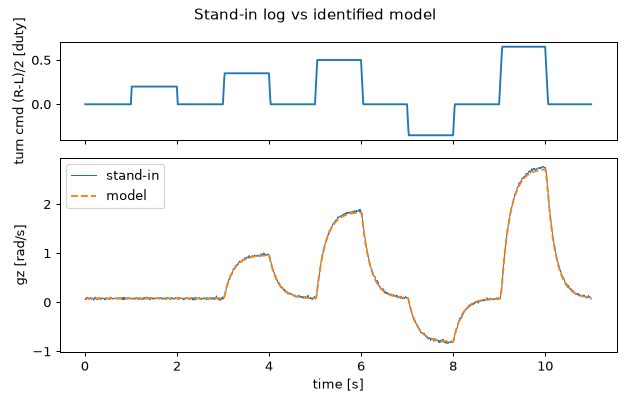 Stand-in log vs identified model
turn cmd (R-L)/2 [duty]
0.5
0.0
stand-in
model
gz [rad/s]
2
1
0
−1
0
2
4
6
8
10
time [s]